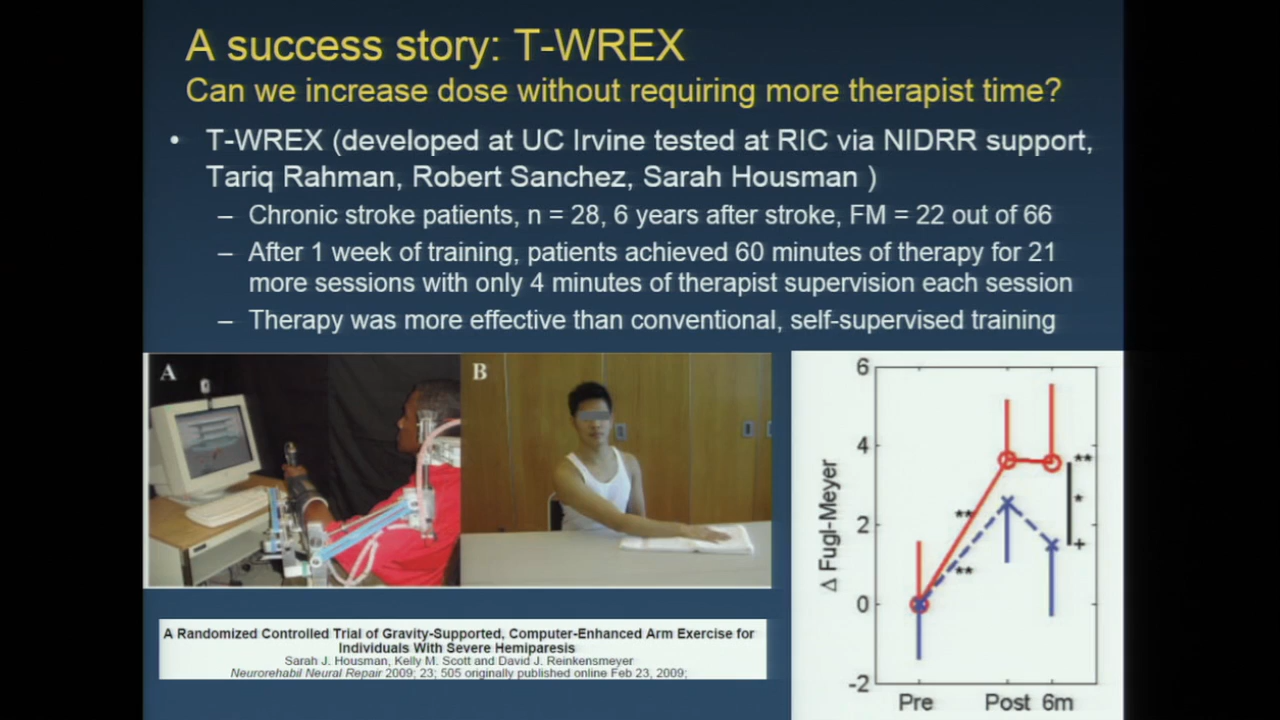 A success story: T-WREX
Can we increase dose without requiring more therapist time?
• T-WREX (developed at UC Irvine tested at RIC via NIDRR support,
Tariq Rahman, Robert Sanchez, Sarah Housman )
– Chronic stroke patients, n = 28, 6 years after stroke, FM = 22 out of 66
– After 1 week of training, patients achieved 60 minutes of therapy for 21
more sessions with only 4 minutes of therapist supervision each session
– Therapy was more effective than conventional, self-supervised training
A
B
A Randomized Controlled Trial of Gravity-Supported, Computer-Enhanced Arm Exercise for
Individuals With Severe Hemiparesis
Sarah J. Housman, Kelly M. Scott and David J. Reinkensmeyer
Neurorehabil Neural Repair 2009; 23; 505 originally published online Feb 23, 2009;
Δ Fugl-Meyer
6
4
2
0
-2
**
**
**
*
+
Pre Post 6m